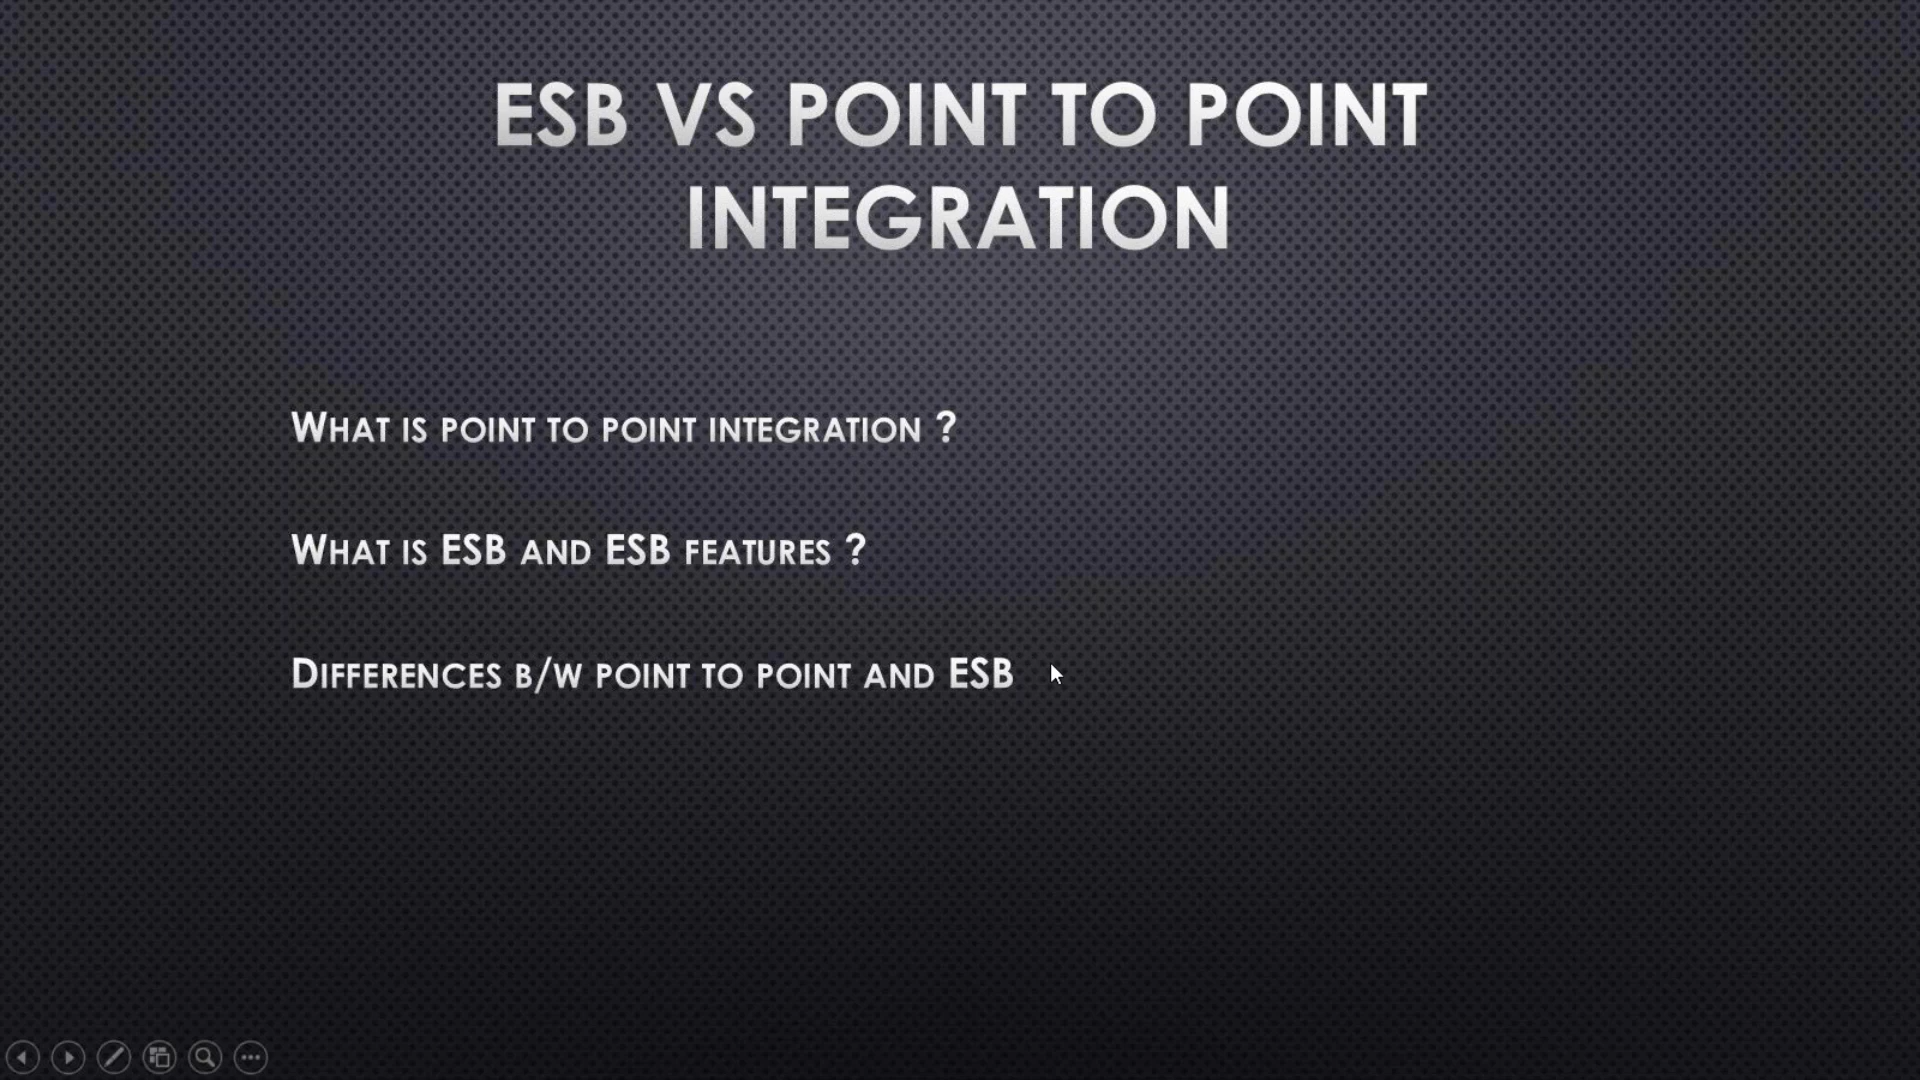 ESB VS POINT TO POINT
INTEGRATION
What is point to point integration ?
What is ESB and ESB features ?
Differences b/w point to point and ESB